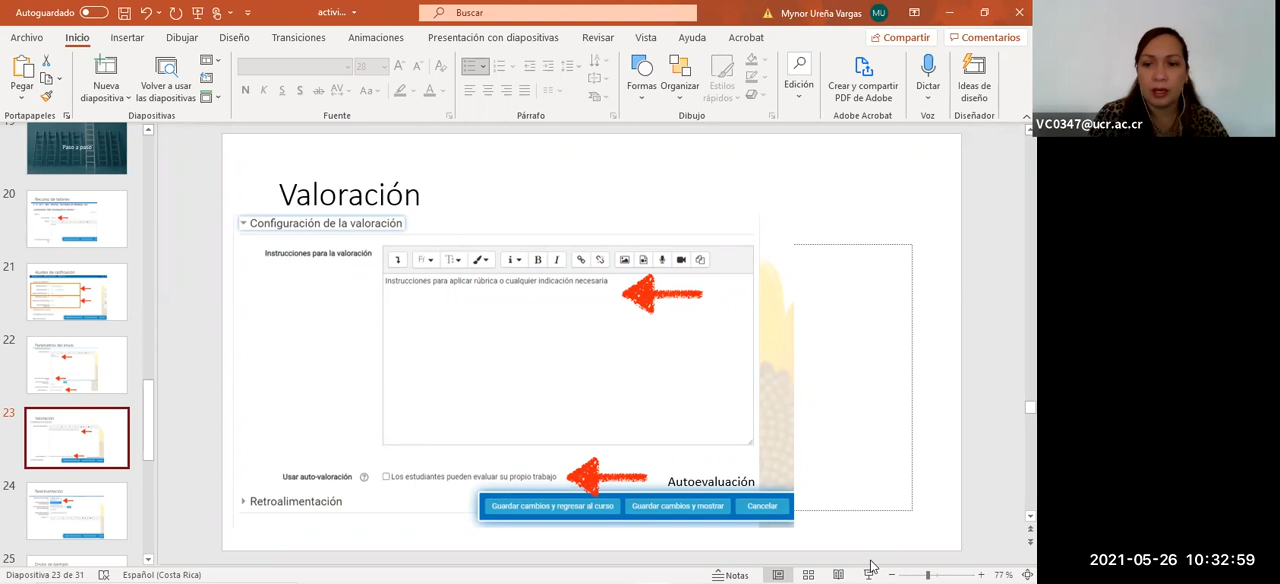 Autoguardado
activi...
Buscar
Mynor Ureña Vargas
MU
Archivo
Inicio
Insertar
Dibujar
Diseño
Transiciones
Animaciones
Presentación con diapositivas
Revisar
Vista
Ayuda
Acrobat
Compartir
Comentarios
Pegar
Nueva
diapositiva
Volver a usar
las diapositivas
28
N K S S ab AV Aa A
Formas
Organizar
Estilos
rápidos
Edición
Crear y compartir
PDF de Adobe
Dictar
Ideas de
diseño
Portapapeles
Diapositivas
Fuente
Párrafo
Dibujo
Adobe Acrobat
Voz
Diseñador
VC0347@ucr.ac.cr
Paso a paso
20
21
22
23
24
25
Valoración
Configuración de la valoración
Instrucciones para la valoración
Instrucciones para aplicar rúbrica o cualquier indicación necesaria
Usar auto-valoración
Los estudiantes pueden evaluar su propio trabajo
Autoevaluación
Retroalimentación
Guardar cambios y regresar al curso
Guardar cambios y mostrar
Cancelar
2021-05-26 10:32:59
Diapositiva 23 de 31
Español (Costa Rica)
Notas
77 %